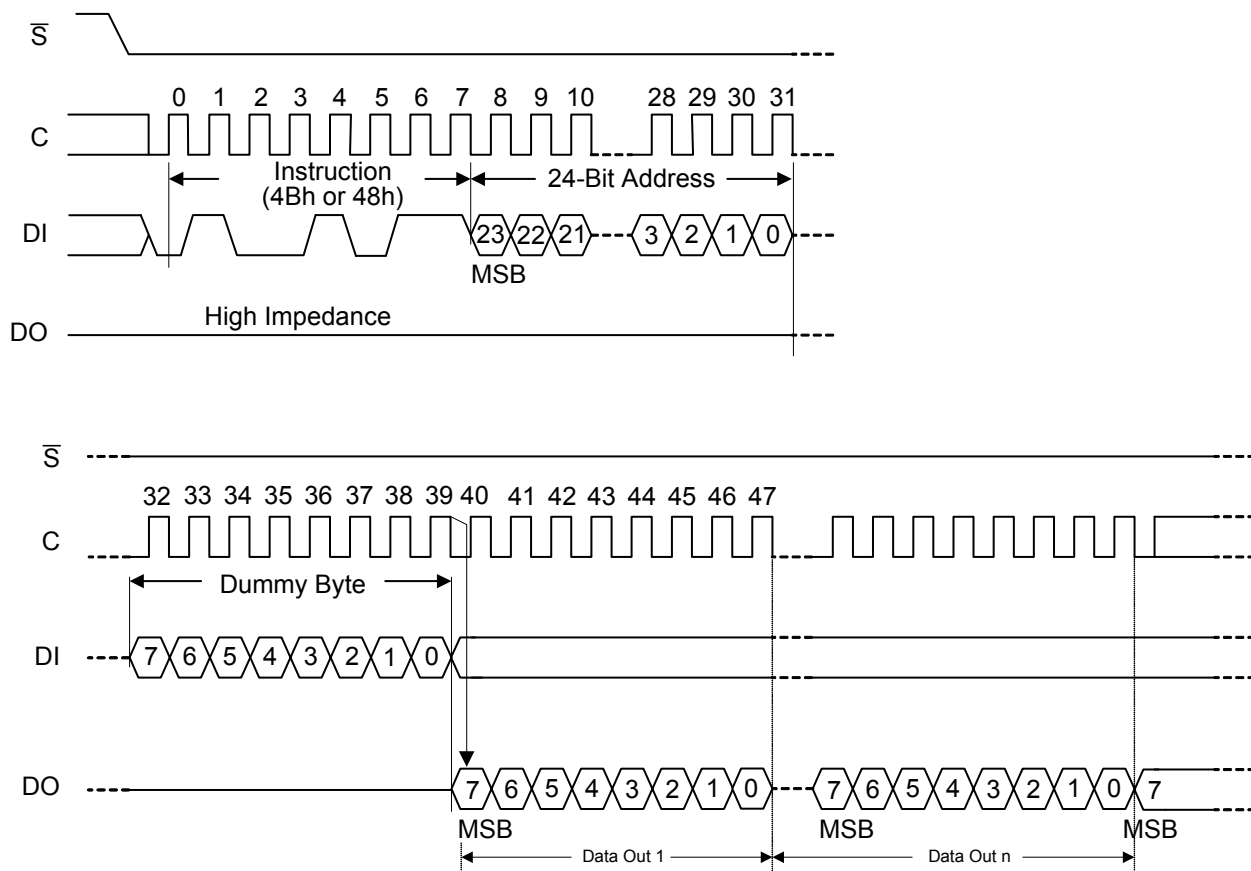 S
0 1 2 3 4 5 6 7 8 9 10 28 29 30 31
C
Instruction
(4Bh or 48h)
24-Bit Address
DI
23 22 21 3 2 1 0
MSB
High Impedance
DO
S
32 33 34 35 36 37 38 39 40 41 42 43 44 45 46 47
C
Dummy Byte
DI
7 6 5 4 3 2 1 0
DO
7 6 5 4 3 2 1 0 7 6 5 4 3 2 1 0 7
MSB MSB MSB
Data Out 1 Data Out n